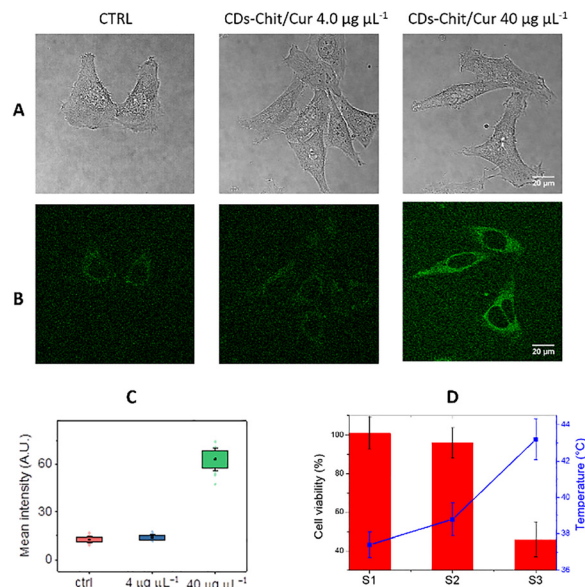 CTRL CDs-Chit/Cur 4.0 µg µL⁻¹ CDs-Chit/Cur 40 µg µL⁻¹
A
20 µm
B
20 µm
C D
Mean intensity (A.U.)
60
30
0
ctrl 4 µg µL⁻¹ 40 µg µL⁻¹
Cell viability (%)
100
80
60
40
S1 S2 S3
44
42
40
38
36
Temperature (°C)